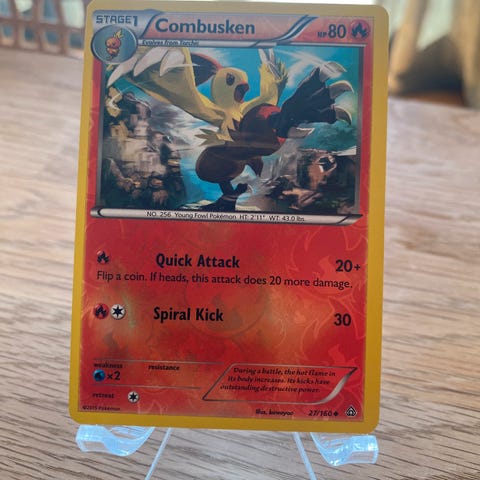 STAGE1
Combusken
HP80
Evolves from Torchic
NO. 256 Young Fowl Pokémon HT: 2'11" WT: 43.0 lbs.
Quick Attack 20+
Flip a coin. If heads, this attack does 20 more damage.
Spiral Kick 30
weakness resistance
×2
retreat
During a battle, the hot flame in
its body increases. Its kicks have
outstanding destructive power.
©2015 Pokémon
Illus. kawayoo 27/160